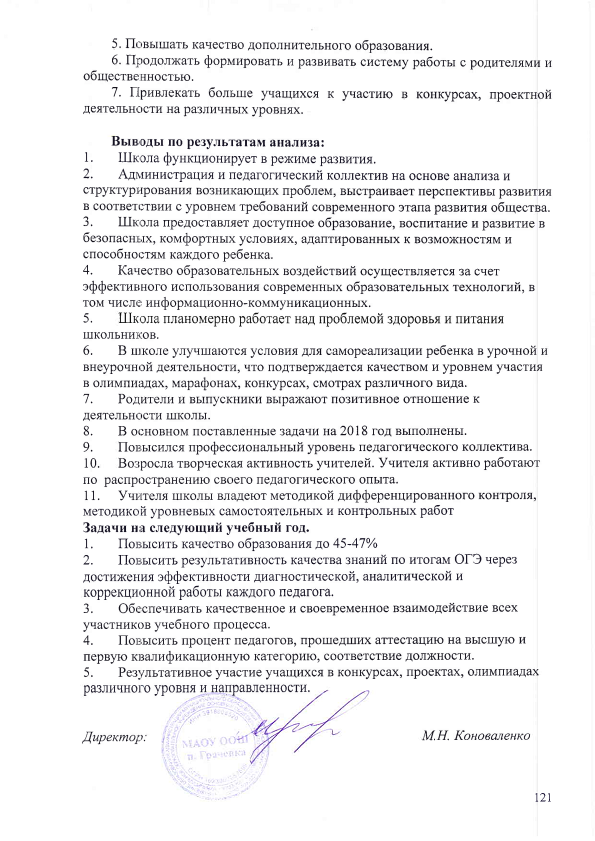 5. Повышать качество дополнительного образования.
6. Продолжать формировать и развивать систему работы с родителями и
общественностью.
7. Привлекать больше учащихся к участию в конкурсах, проектной
деятельности на различных уровнях.
Выводы по результатам анализа:
1. Школа функционирует в режиме развития.
2. Администрация и педагогический коллектив на основе анализа и
структурирования возникающих проблем, выстраивает перспективы развития
в соответствии с уровнем требований современного этапа развития общества.
3. Школа предоставляет доступное образование, воспитание и развитие в
безопасных, комфортных условиях, адаптированных к возможностям и
способностям каждого ребенка.
4. Качество образовательных воздействий осуществляется за счет
эффективного использования современных образовательных технологий, в
том числе информационно-коммуникационных.
5. Школа планомерно работает над проблемой здоровья и питания
школьников.
6. В школе улучшаются условия для самореализации ребенка в урочной и
внеурочной деятельности, что подтверждается качеством и уровнем участия
в олимпиадах, марафонах, конкурсах, смотрах различного вида.
7. Родители и выпускники выражают позитивное отношение к
деятельности школы.
8. В основном поставленные задачи на 2018 год выполнены.
9. Повысился профессиональный уровень педагогического коллектива.
10. Возросла творческая активность учителей. Учителя активно работают
по распространению своего педагогического опыта.
11. Учителя школы владеют методикой дифференцированного контроля,
методикой уровневых самостоятельных и контрольных работ
Задачи на следующий учебный год.
1. Повысить качество образования до 45-47%
2. Повысить результативность качества знаний по итогам ОГЭ через
достижения эффективности диагностической, аналитической и
коррекционной работы каждого педагога.
3. Обеспечивать качественное и своевременное взаимодействие всех
участников учебного процесса.
4. Повысить процент педагогов, прошедших аттестацию на высшую и
первую квалификационную категорию, соответствие должности.
5. Результативное участие учащихся в конкурсах, проектах, олимпиадах
различного уровня и направленности.
Директор: М.Н. Коноваленко
МАОУ ООШ
п. Грачевка
121